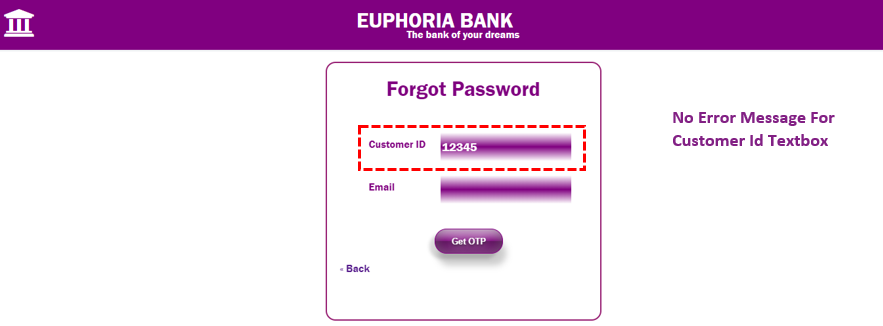 EUPHORIA BANK
The bank of your dreams
Forgot Password
Customer ID 12345
Email
Get OTP
Back
No Error Message For
Customer Id Textbox